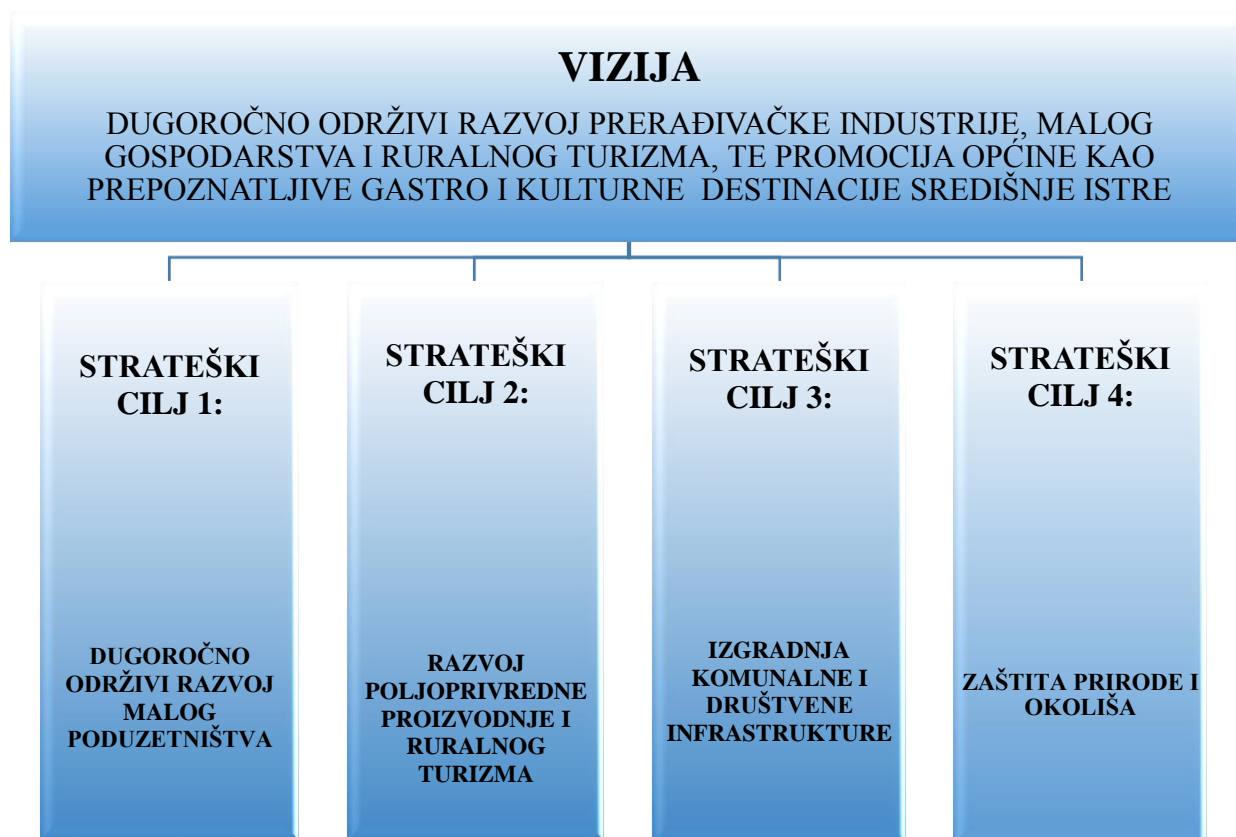 VIZIJA
DUGOROČNO ODRŽIVI RAZVOJ PRERAĐIVAČKE INDUSTRIJE, MALOG
GOSPODARSTVA I RURALNOG TURIZMA, TE PROMOCIJA OPĆINE KAO
PREPOZNATLJIVE GASTRO I KULTURNE DESTINACIJE SREDIŠNJE ISTRE
STRATEŠKI
CILJ 1:
DUGOROČNO
ODRŽIVI RAZVOJ
MALOG
PODUZETNIŠTVA
STRATEŠKI
CILJ 2:
RAZVOJ
POLJOPRIVREDNE
PROIZVODNJE I
RURALNOG
TURIZMA
STRATEŠKI
CILJ 3:
IZGRADNJA
KOMUNALNE I
DRUŠTVENE
INFRASTRUKTURE
STRATEŠKI
CILJ 4:
ZAŠTITA PRIRODE I
OKOLIŠA